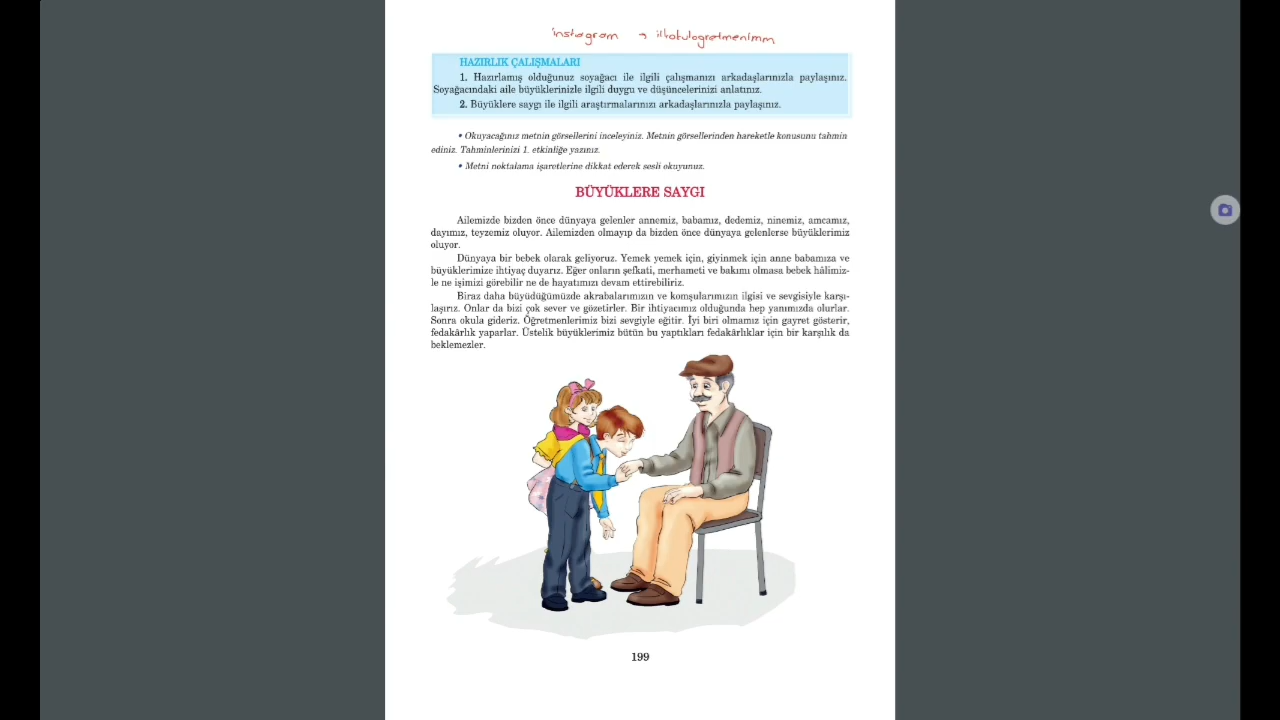 instagram → ilkokulogretmenimm
HAZIRLIK ÇALIŞMALARI
1. Hazırlamış olduğunuz soyağacı ile ilgili çalışmanızı arkadaşlarınızla paylaşınız.
Soyağacındaki aile büyüklerinizle ilgili duygu ve düşüncelerinizi anlatınız.
2. Büyüklere saygı ile ilgili araştırmalarınızı arkadaşlarınızla paylaşınız.
• Okuyacağınız metnin görsellerini inceleyiniz. Metnin görsellerinden hareketle konusunu tahmin
ediniz. Tahminlerinizi 1. etkinliğe yazınız.
• Metni noktalama işaretlerine dikkat ederek sesli okuyunuz.
BÜYÜKLERE SAYGI
Ailemizde bizden önce dünyaya gelenler annemiz, babamız, dedemiz, ninemiz, amcamız,
dayımız, teyzemiz oluyor. Ailemizden olmayıp da bizden önce dünyaya gelenlerse büyüklerimiz
oluyor.
Dünyaya bir bebek olarak geliyoruz. Yemek yemek için, giyinmek için anne babamıza ve
büyüklerimize ihtiyaç duyarız. Eğer onların şefkati, merhameti ve bakımı olmasa bebek hâlimiz-
le ne işimizi görebilir ne de hayatımızı devam ettirebiliriz.
Biraz daha büyüdüğümüzde akrabalarımızın ve komşularımızın ilgisi ve sevgisiyle karşı-
laşırız. Onlar da bizi çok sever ve gözetirler. Bir ihtiyacımız olduğunda hep yanımızda olurlar.
Sonra okula gideriz. Öğretmenlerimiz bizi sevgiyle eğitir. İyi biri olmamız için gayret gösterir,
fedakârlık yaparlar. Üstelik büyüklerimiz bütün bu yaptıkları fedakârlıklar için bir karşılık da
beklemezler.
199